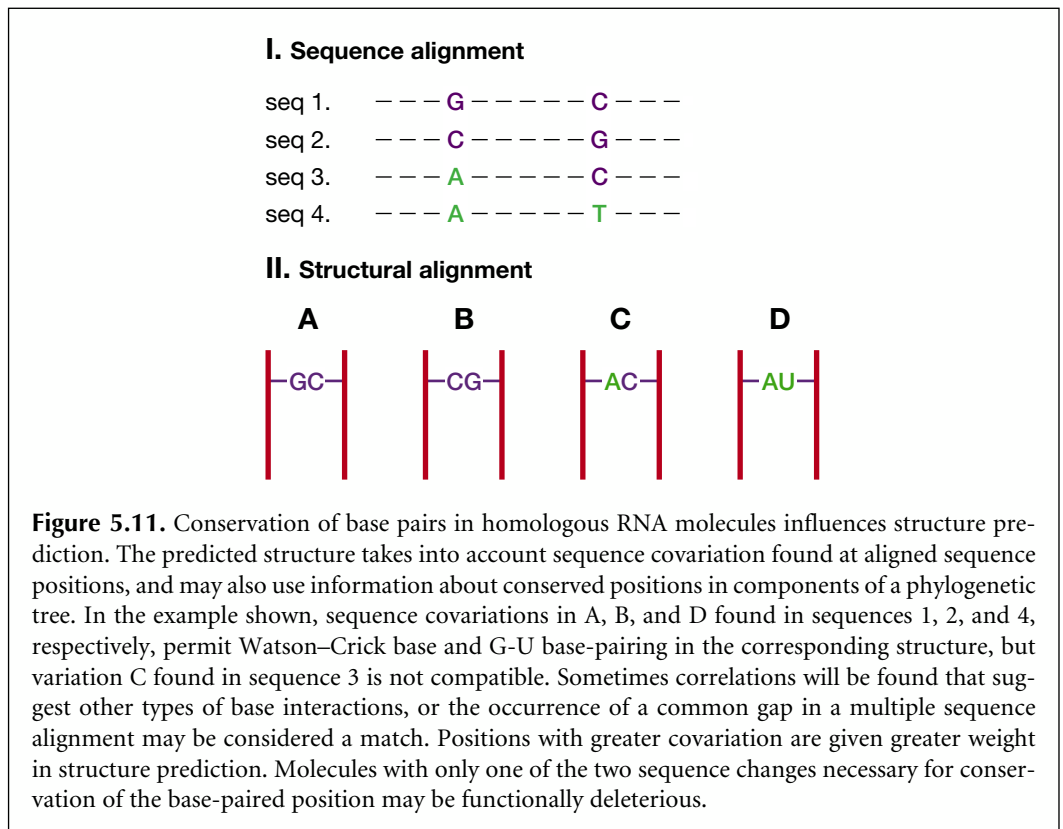 I. Sequence alignment
seq 1. – – – G – – – – – C – – –
seq 2. – – – C – – – – – G – – –
seq 3. – – – A – – – – – C – – –
seq 4. – – – A – – – – – T – – –
II. Structural alignment
A B C D
GC CG AC AU
Figure 5.11. Conservation of base pairs in homologous RNA molecules influences structure pre-
diction. The predicted structure takes into account sequence covariation found at aligned sequence
positions, and may also use information about conserved positions in components of a phylogenetic
tree. In the example shown, sequence covariations in A, B, and D found in sequences 1, 2, and 4,
respectively, permit Watson–Crick base and G-U base-pairing in the corresponding structure, but
variation C found in sequence 3 is not compatible. Sometimes correlations will be found that sug-
gest other types of base interactions, or the occurrence of a common gap in a multiple sequence
alignment may be considered a match. Positions with greater covariation are given greater weight
in structure prediction. Molecules with only one of the two sequence changes necessary for conser-
vation of the base-paired position may be functionally deleterious.